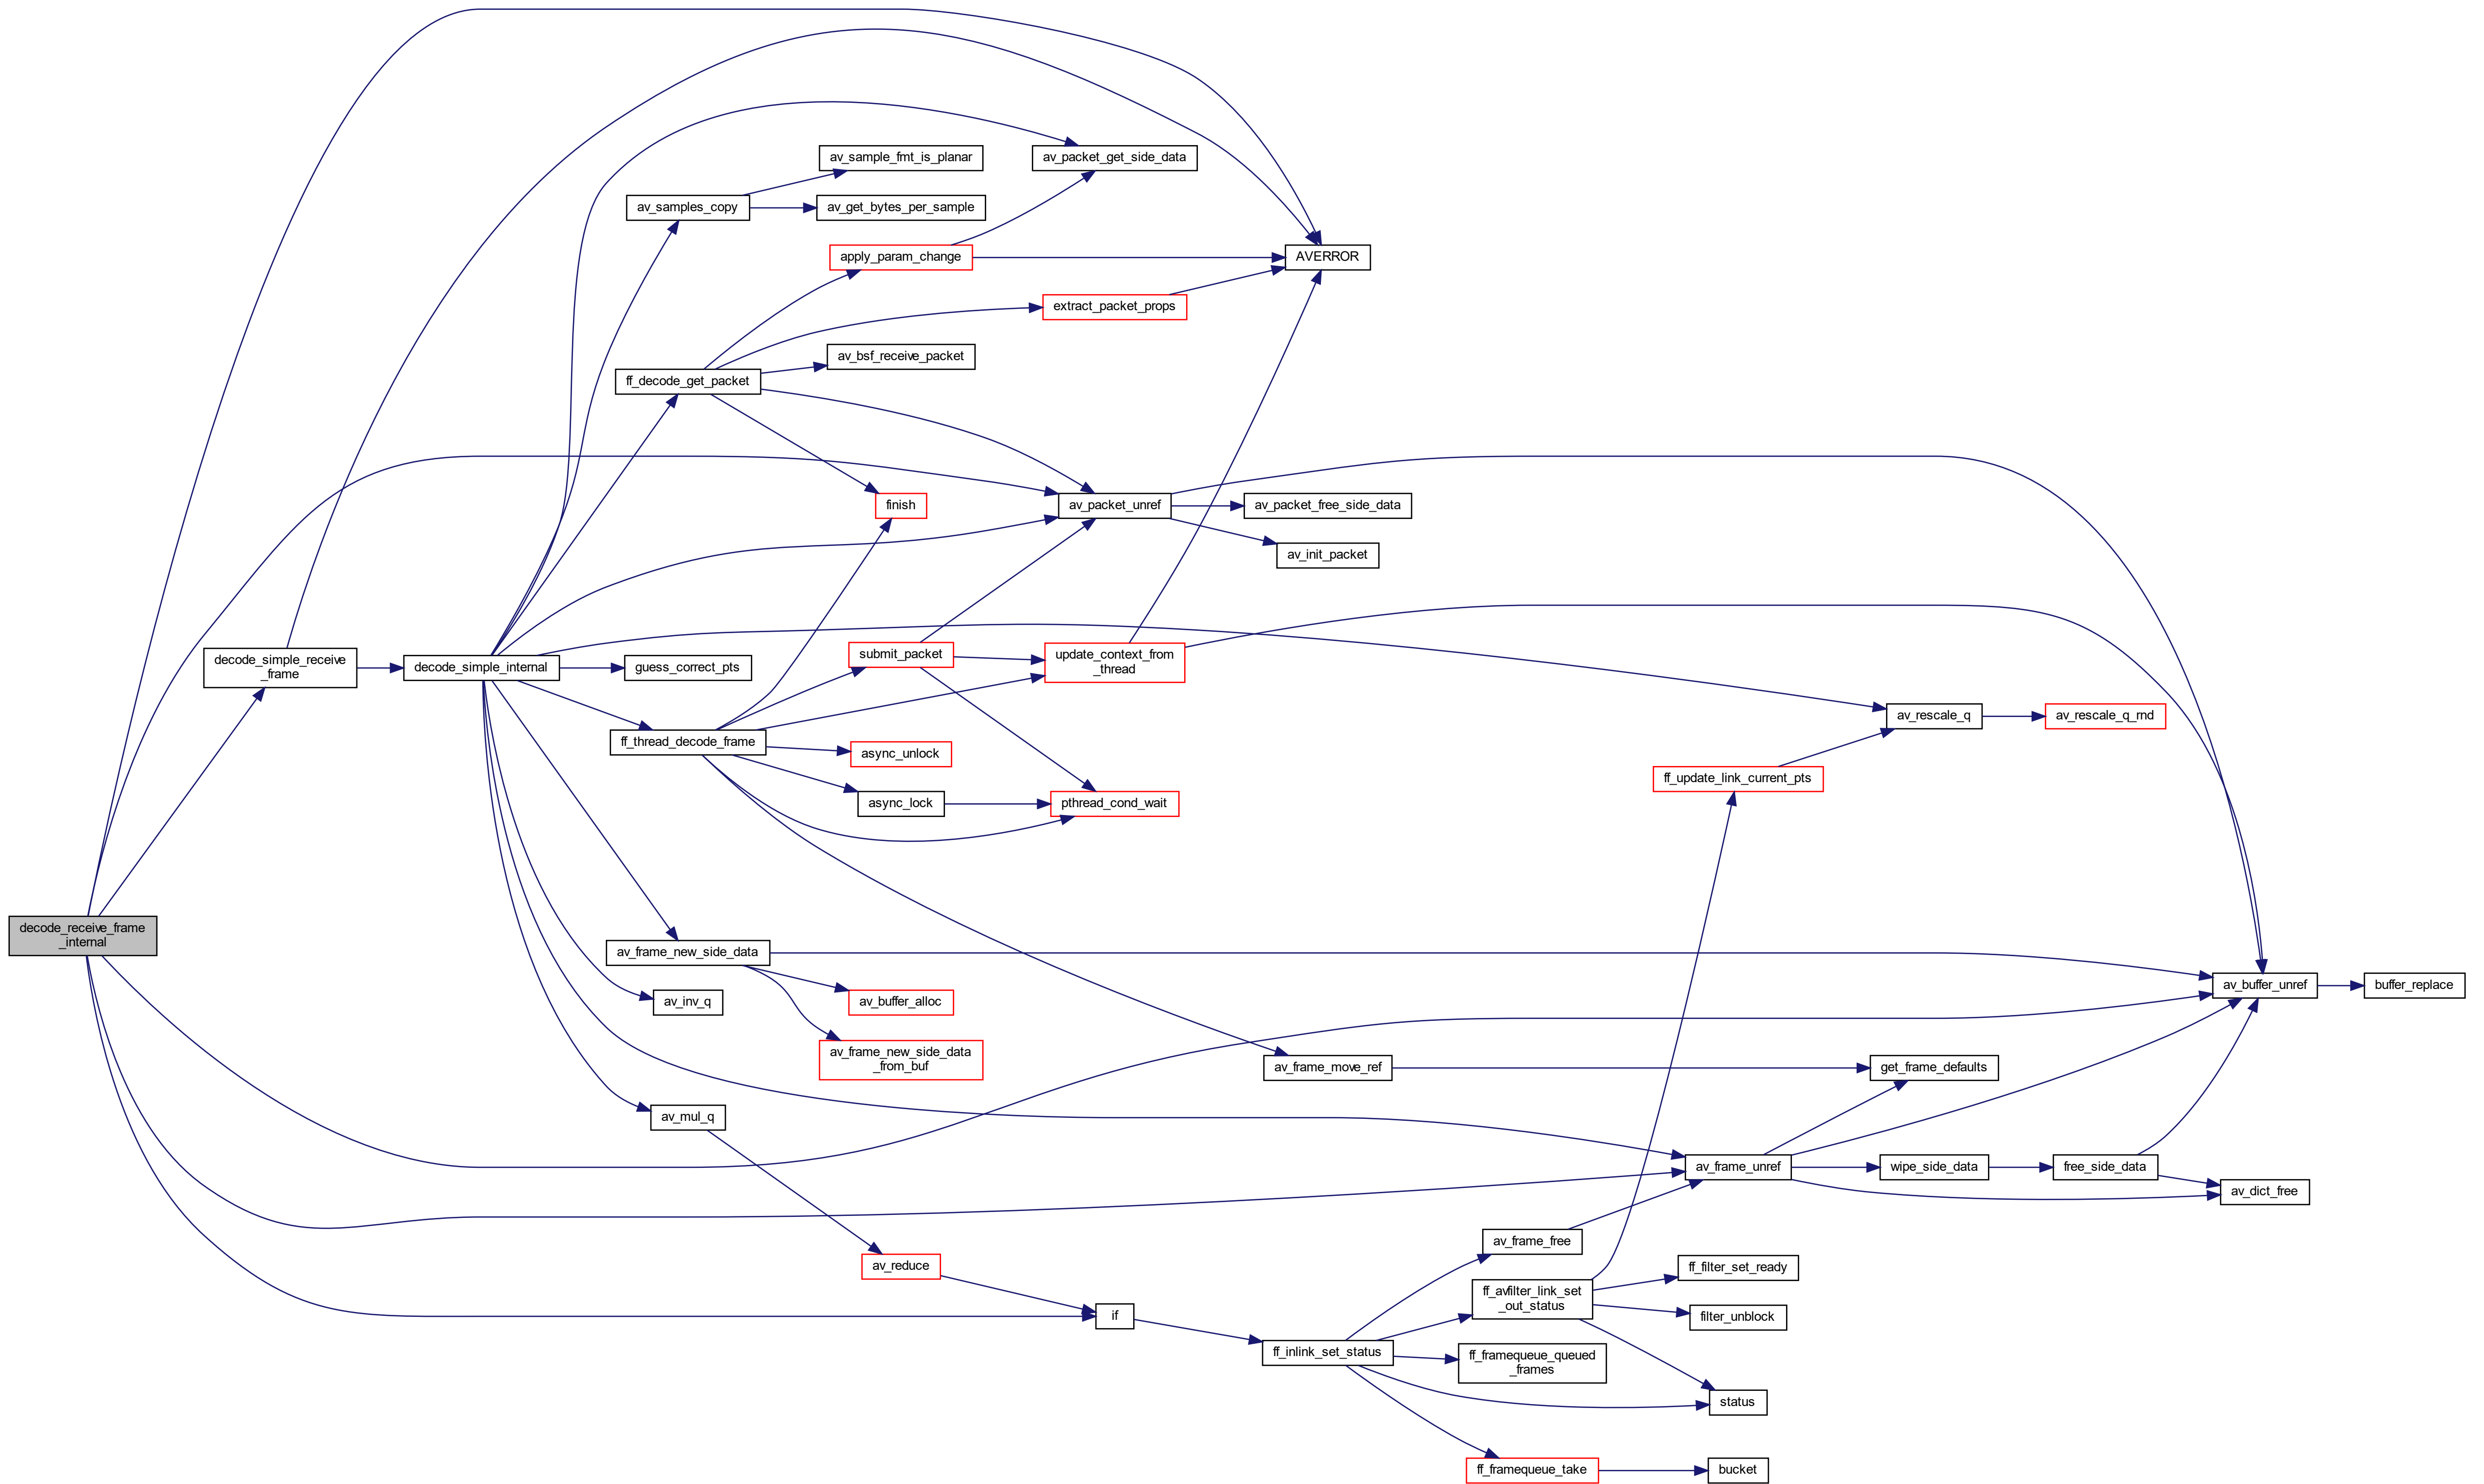 av_sample_fmt_is_planar
av_packet_get_side_data
av_samples_copy
av_get_bytes_per_sample
apply_param_change
AVERROR
extract_packet_props
av_bsf_receive_packet
ff_decode_get_packet
finish
av_packet_unref
av_packet_free_side_data
av_init_packet
decode_simple_receive
_frame
decode_simple_internal
guess_correct_pts
submit_packet
update_context_from
_thread
av_rescale_q
av_rescale_q_rnd
ff_thread_decode_frame
async_unlock
ff_update_link_current_pts
async_lock
pthread_cond_wait
decode_receive_frame
_internal
av_frame_new_side_data
av_inv_q
av_buffer_alloc
av_buffer_unref
buffer_replace
av_frame_new_side_data
_from_buf
av_frame_move_ref
get_frame_defaults
av_mul_q
av_frame_unref
wipe_side_data
free_side_data
av_dict_free
av_frame_free
av_reduce
ff_filter_set_ready
ff_avfilter_link_set
_out_status
if
filter_unblock
ff_inlink_set_status
ff_framequeue_queued
_frames
status
ff_framequeue_take
bucket